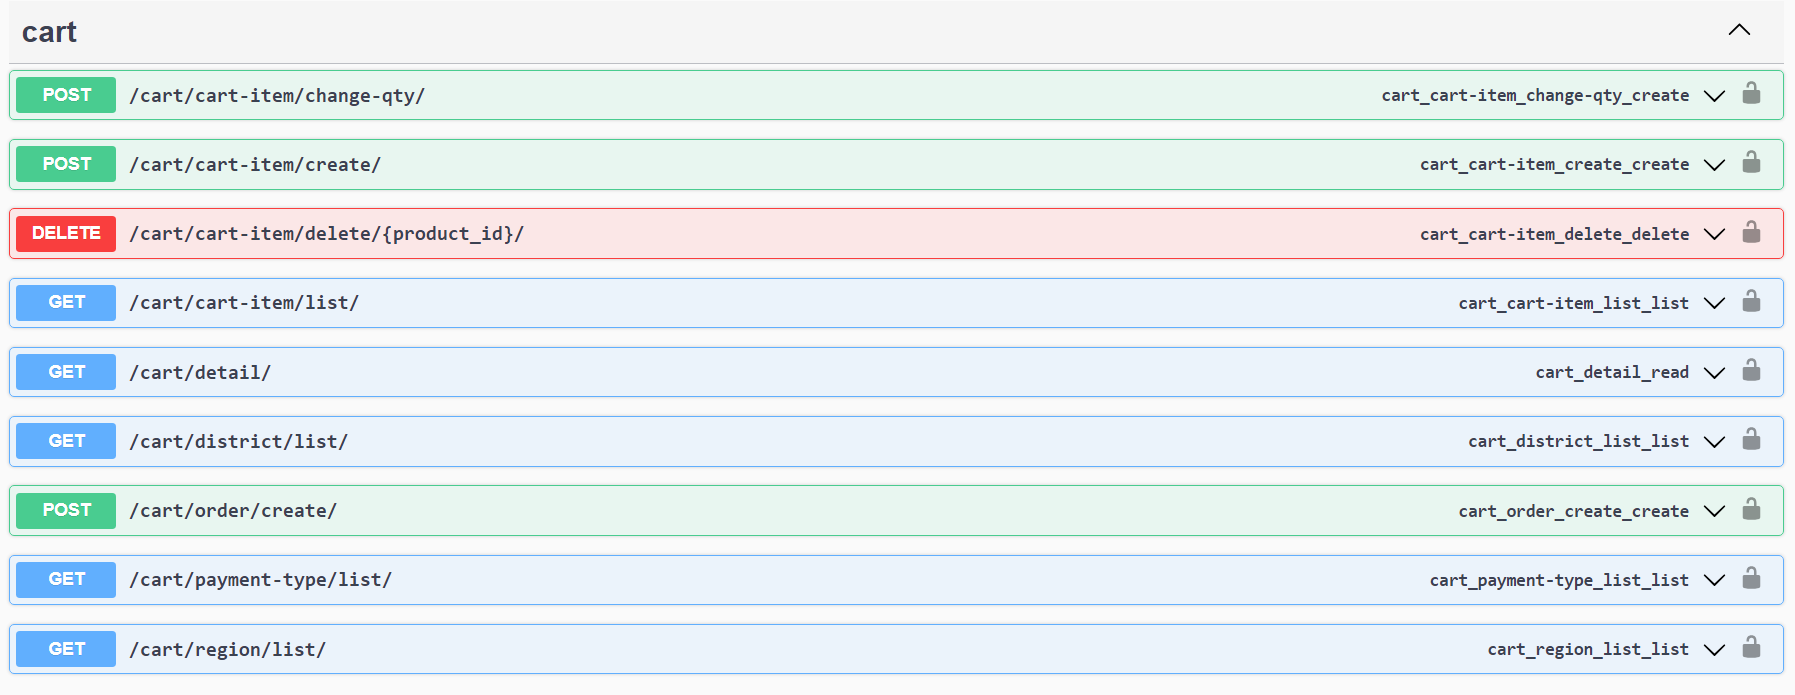 cart
POST /cart/cart-item/change-qty/ cart_cart-item_change-qty_create
POST /cart/cart-item/create/ cart_cart-item_create_create
DELETE /cart/cart-item/delete/{product_id}/ cart_cart-item_delete_delete
GET /cart/cart-item/list/ cart_cart-item_list_list
GET /cart/detail/ cart_detail_read
GET /cart/district/list/ cart_district_list_list
POST /cart/order/create/ cart_order_create_create
GET /cart/payment-type/list/ cart_payment-type_list_list
GET /cart/region/list/ cart_region_list_list